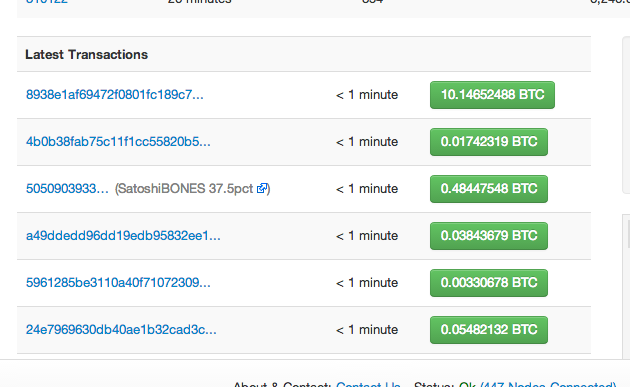 Latest Transactions
8938e1af69472f0801fc189c7... < 1 minute 10.14652488 BTC
4b0b38fab75c11f1cc55820b5... < 1 minute 0.01742319 BTC
5050903933... (SatoshiBONES 37.5pct) < 1 minute 0.48447548 BTC
a49ddedd96dd19edb95832ee1... < 1 minute 0.03843679 BTC
5961285be3110a40f71072309... < 1 minute 0.00330678 BTC
24e7969630db40ae1b32cad3c... < 1 minute 0.05482132 BTC
About & Contact: Contact Us Status: Ok (447 Nodes Connected)